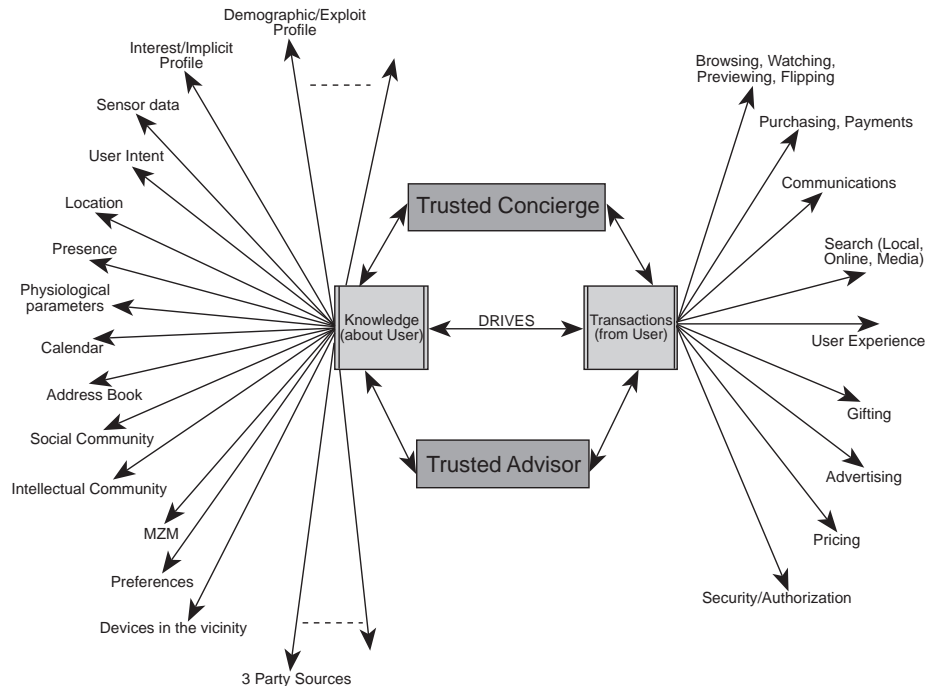 Demographic/Exploit
Profile
Interest/Implicit
Profile
Sensor data
User Intent
Location
Presence
Physiological
parameters
Calendar
Address Book
Social Community
Intellectual Community
MZM
Preferences
Devices in the vicinity
3 Party Sources
Trusted Concierge
Knowledge
(about User)
DRIVES
Transactions
(from User)
Trusted Advisor
Browsing, Watching,
Previewing, Flipping
Purchasing, Payments
Communications
Search (Local,
Online, Media)
User Experience
Gifting
Advertising
Pricing
Security/Authorization